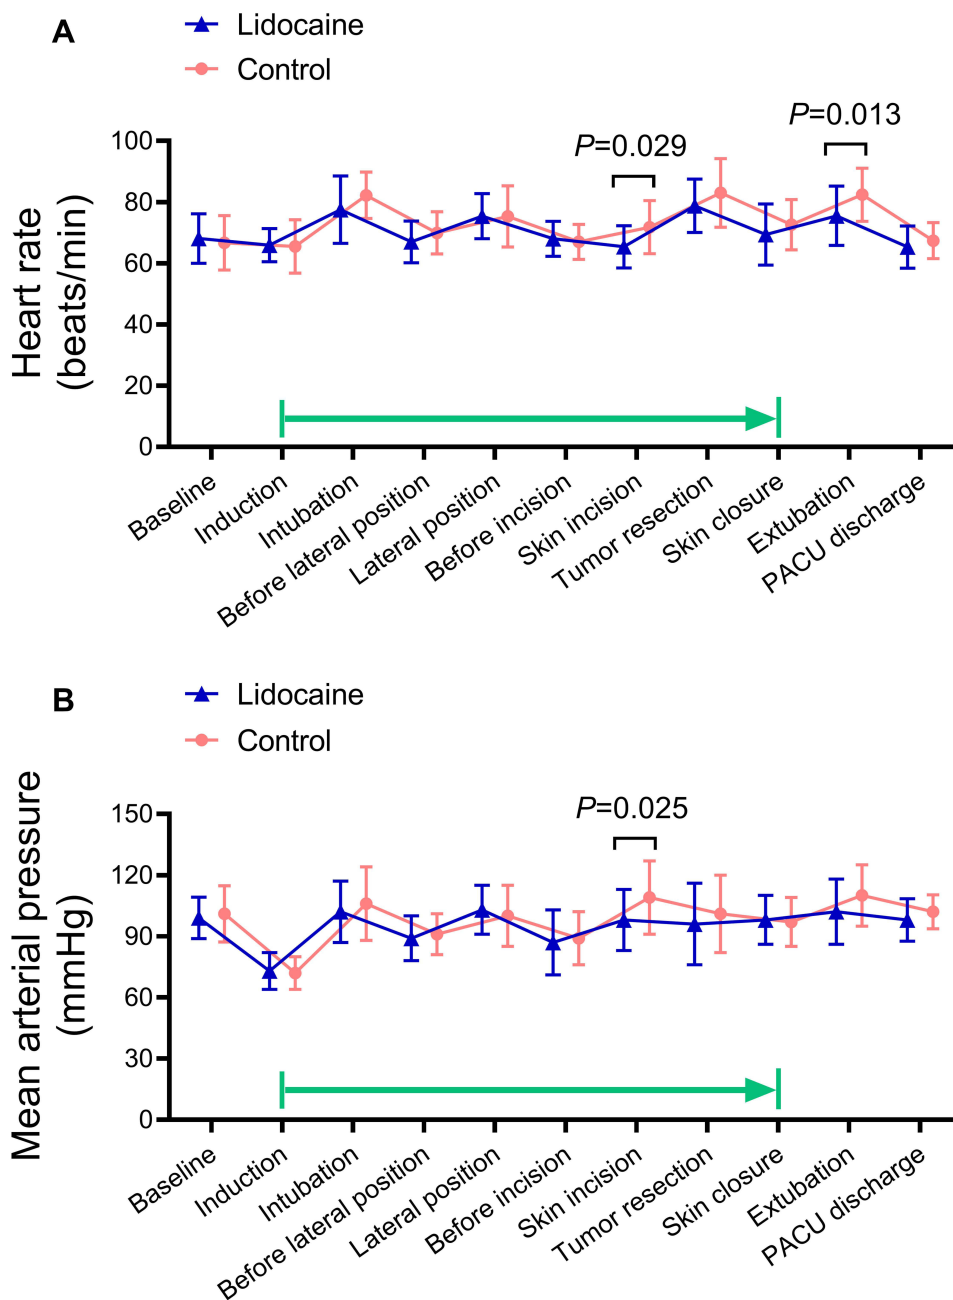 A
Lidocaine
Control
Heart rate
(beats/min)
100
80
60
40
20
0
P=0.029
P=0.013
Baseline
Induction
Intubation
Before lateral position
Lateral position
Before incision
Skin incision
Tumor resection
Skin closure
Extubation
PACU discharge
B
Lidocaine
Control
Mean arterial pressure
(mmHg)
150
120
90
60
30
0
P=0.025
Baseline
Induction
Intubation
Before lateral position
Lateral position
Before incision
Skin incision
Tumor resection
Skin closure
Extubation
PACU discharge